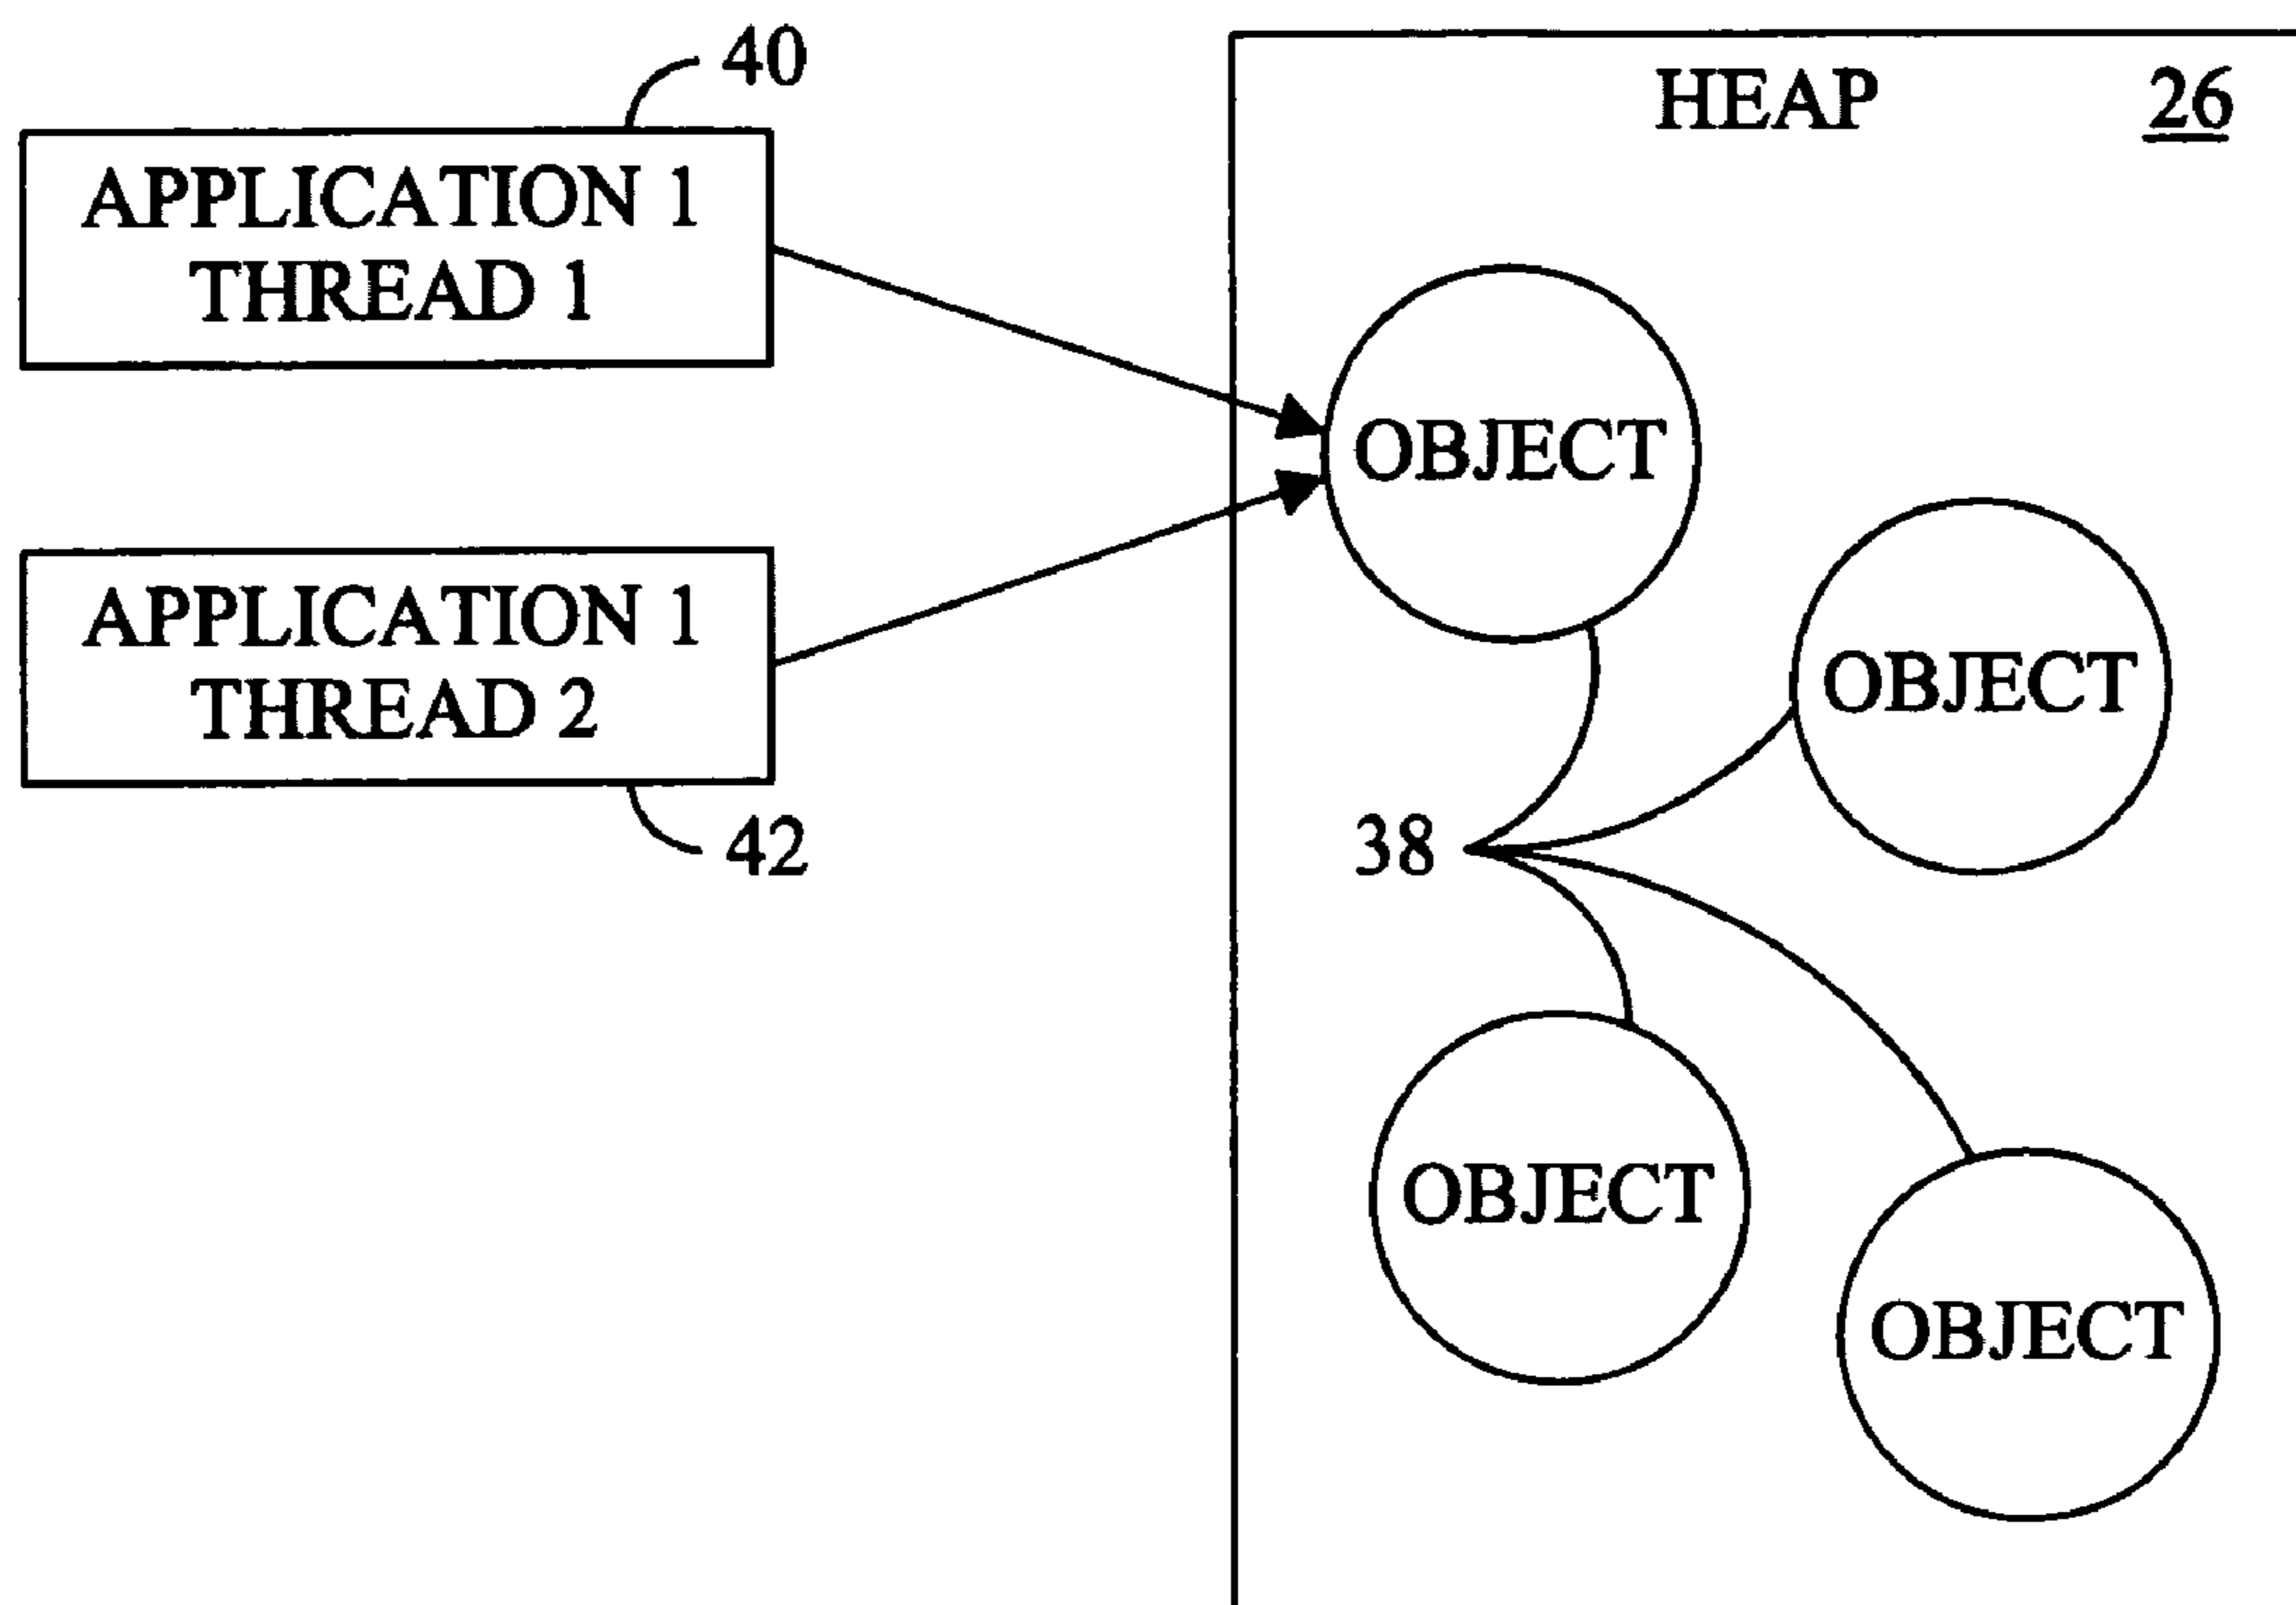 40
APPLICATION 1
THREAD 1
APPLICATION 1
THREAD 2
42
HEAP 26
OBJECT
OBJECT
38
OBJECT
OBJECT